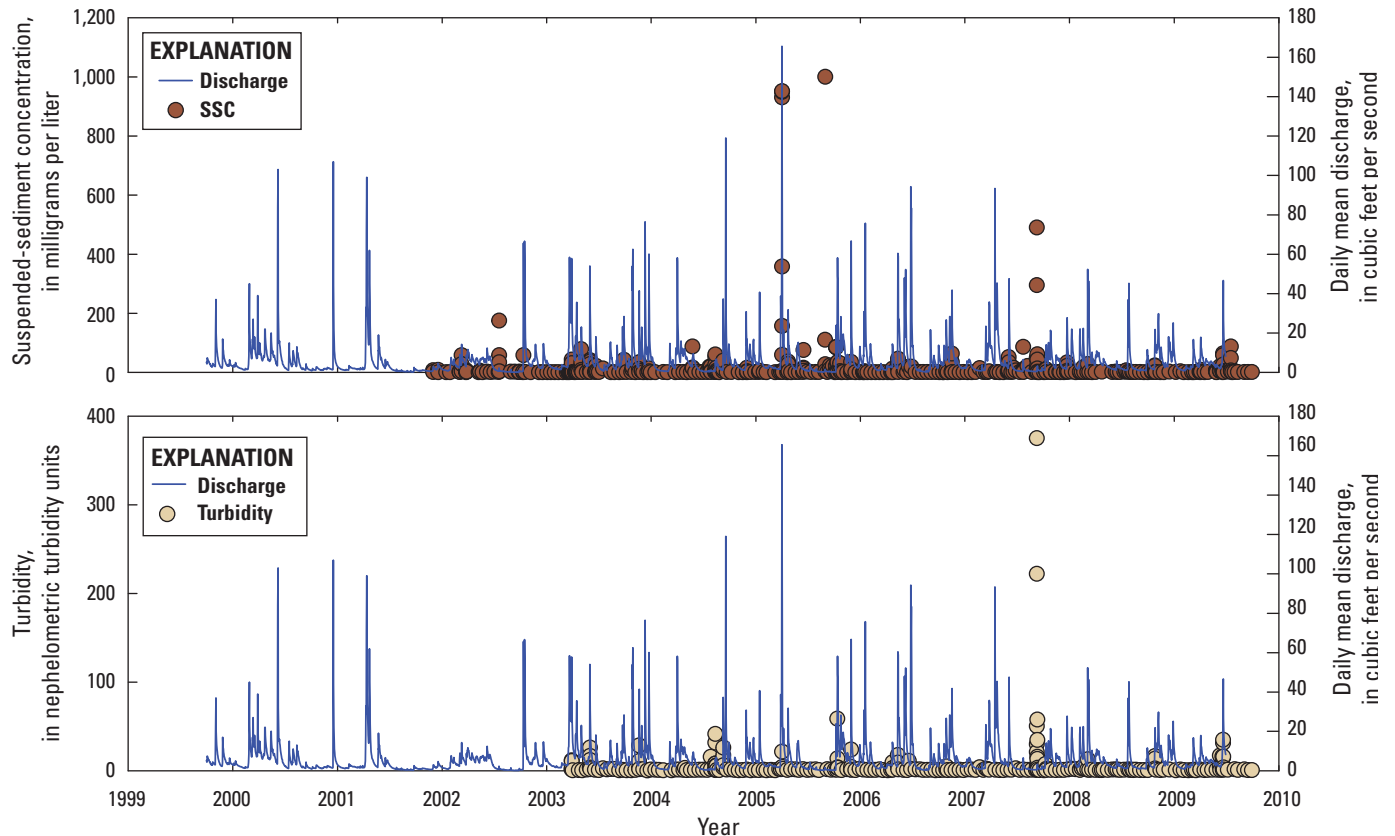 Suspended-sediment concentration,
in milligrams per liter
1,200
1,000
800
600
400
200
0
EXPLANATION
Discharge
SSC
180
160
140
120
100
80
60
40
20
0
Daily mean discharge,
in cubic feet per second
Turbidity,
in nephelometric turbidity units
400
300
200
100
0
EXPLANATION
Discharge
Turbidity
180
160
140
120
100
80
60
40
20
0
Daily mean discharge,
in cubic feet per second
1999 2000 2001 2002 2003 2004 2005 2006 2007 2008 2009 2010
Year